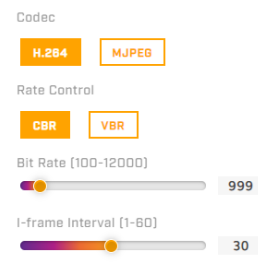 Codec
H.264 MJPEG
Rate Control
CBR VBR
Bit Rate (100-12000)
999
I-frame Interval (1-60)
30